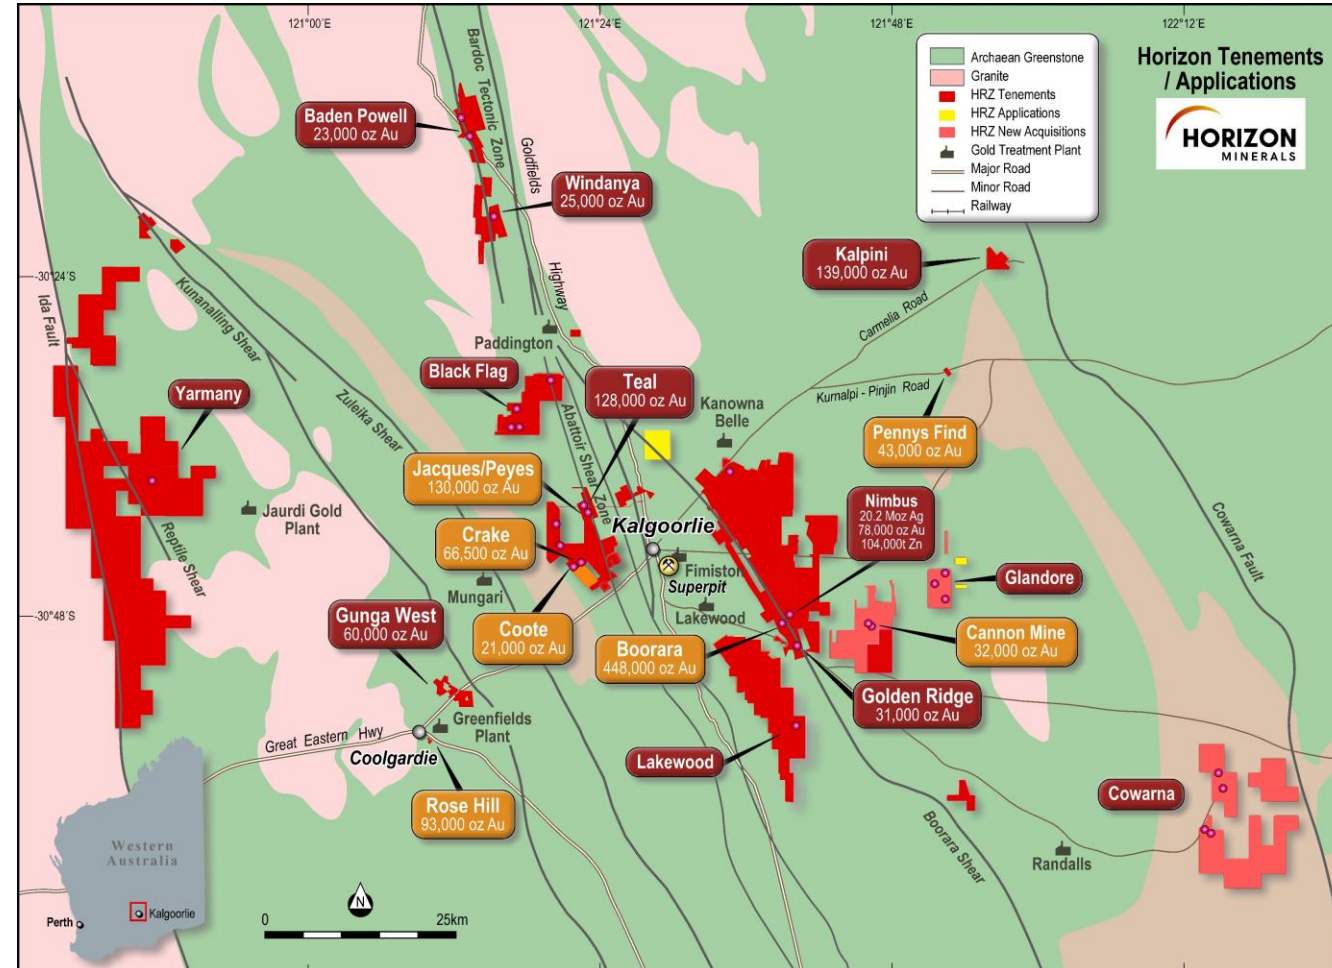 121°00'E
121°24'E
121°48'E
122°12'E
Horizon Tenements
/ Applications
HORIZON
MINERALS
Archaean Greenstone
Granite
HRZ Tenements
HRZ Applications
HRZ New Acquisitions
Gold Treatment Plant
Major Road
Minor Road
Railway
Baden Powell
23,000 oz Au
Bardoc Tectonic Zone
Goldfields
Highway
Windanya
25,000 oz Au
Kalpini
139,000 oz Au
-30°24'S
Ida Fault
Kunanalling Shear
Carmelia Road
Paddington
Black Flag
Teal
128,000 oz Au
Kurnalpi - Pinjin Road
Yarmany
Zuleika Shear
Abattoir Shear Zone
Kanowna
Belle
Pennys Find
43,000 oz Au
Jacques/Peyes
130,000 oz Au
Jaurdi Gold
Plant
Nimbus
20.2 Moz Ag
78,000 oz Au
104,000t Zn
Cowarna Fault
Kalgoorlie
Crake
66,500 oz Au
Reptile Shear
Fimiston
Superpit
Glandore
Mungari
Lakewood
-30°48'S
Gunga West
60,000 oz Au
Coote
21,000 oz Au
Boorara
448,000 oz Au
Cannon Mine
32,000 oz Au
Golden Ridge
31,000 oz Au
Greenfields
Plant
Great Eastern Hwy
Coolgardie
Lakewood
Rose Hill
93,000 oz Au
Cowarna
Boorara Shear
Randalls
Western
Australia
Perth
Kalgoorlie
N
0
25km